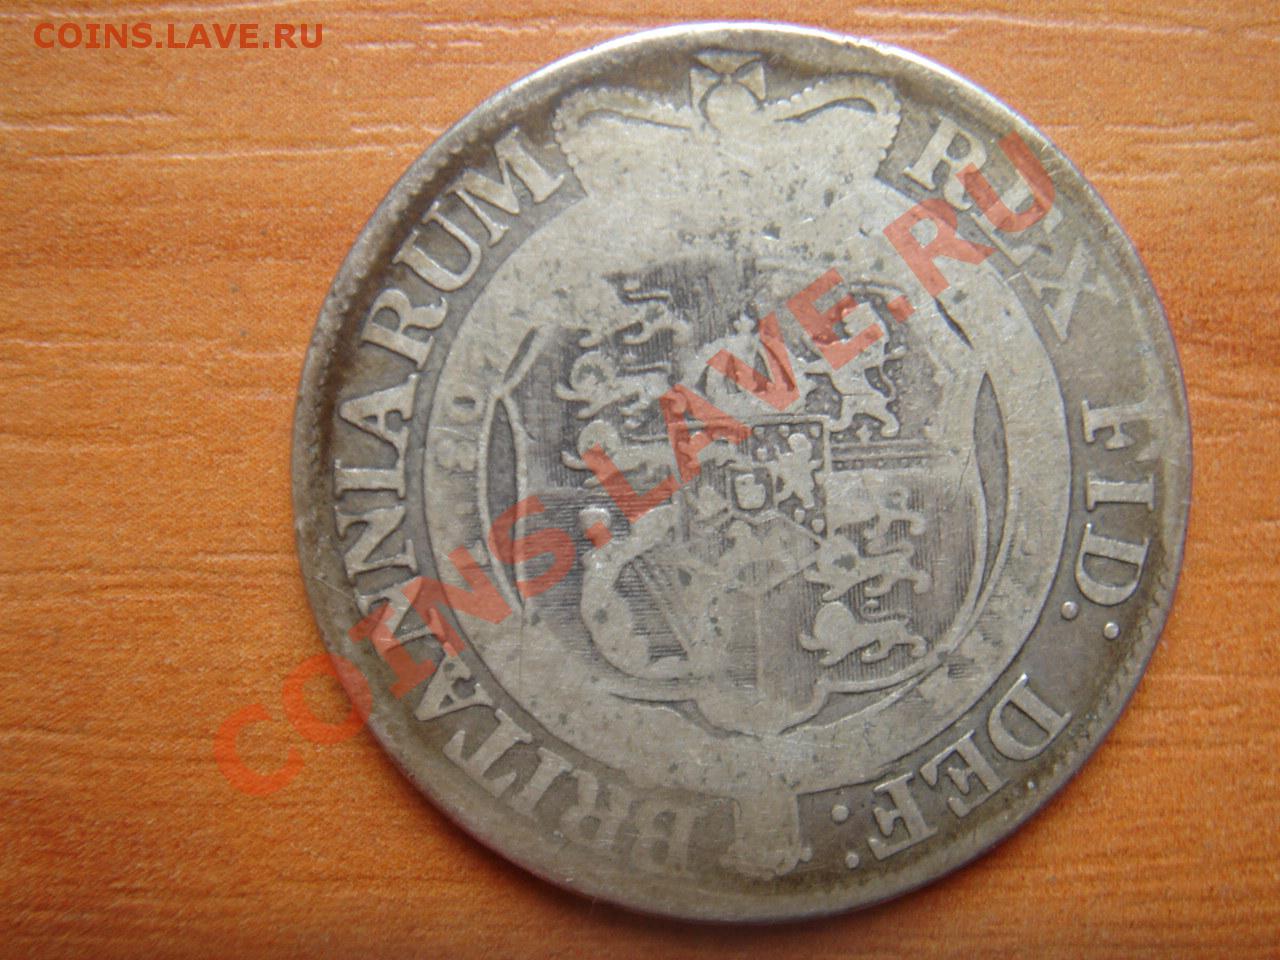 COINS.LAVE.RU
BRITANNIARUM REX FID: DEF:
COINS.LAVE.RU